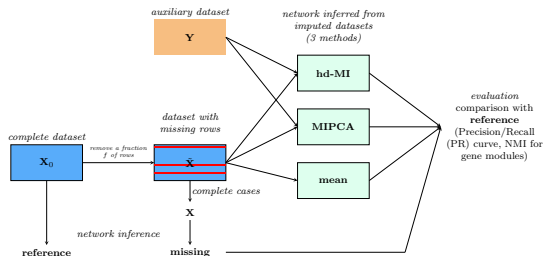 auxiliary dataset
Y
network inferred from
imputed datasets
(3 methods)
hd-MI
MIPCA
mean
dataset with
missing rows
X̃
complete dataset
X₀
remove a fraction
f of rows
complete cases
X
network inference
reference
missing
evaluation
comparison with
reference
(Precision/Recall
(PR) curve, NMI for
gene modules)